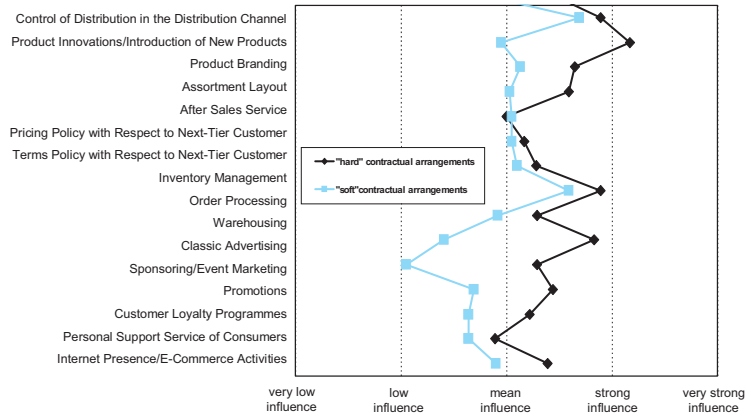 Control of Distribution in the Distribution Channel
Product Innovations/Introduction of New Products
Product Branding
Assortment Layout
After Sales Service
Pricing Policy with Respect to Next-Tier Customer
Terms Policy with Respect to Next-Tier Customer
Inventory Management
Order Processing
Warehousing
Classic Advertising
Sponsoring/Event Marketing
Promotions
Customer Loyalty Programmes
Personal Support Service of Consumers
Internet Presence/E-Commerce Activities
"hard" contractual arrangements
"soft"contractual arrangements
very low
influence
low
influence
mean
influence
strong
influence
very strong
influence